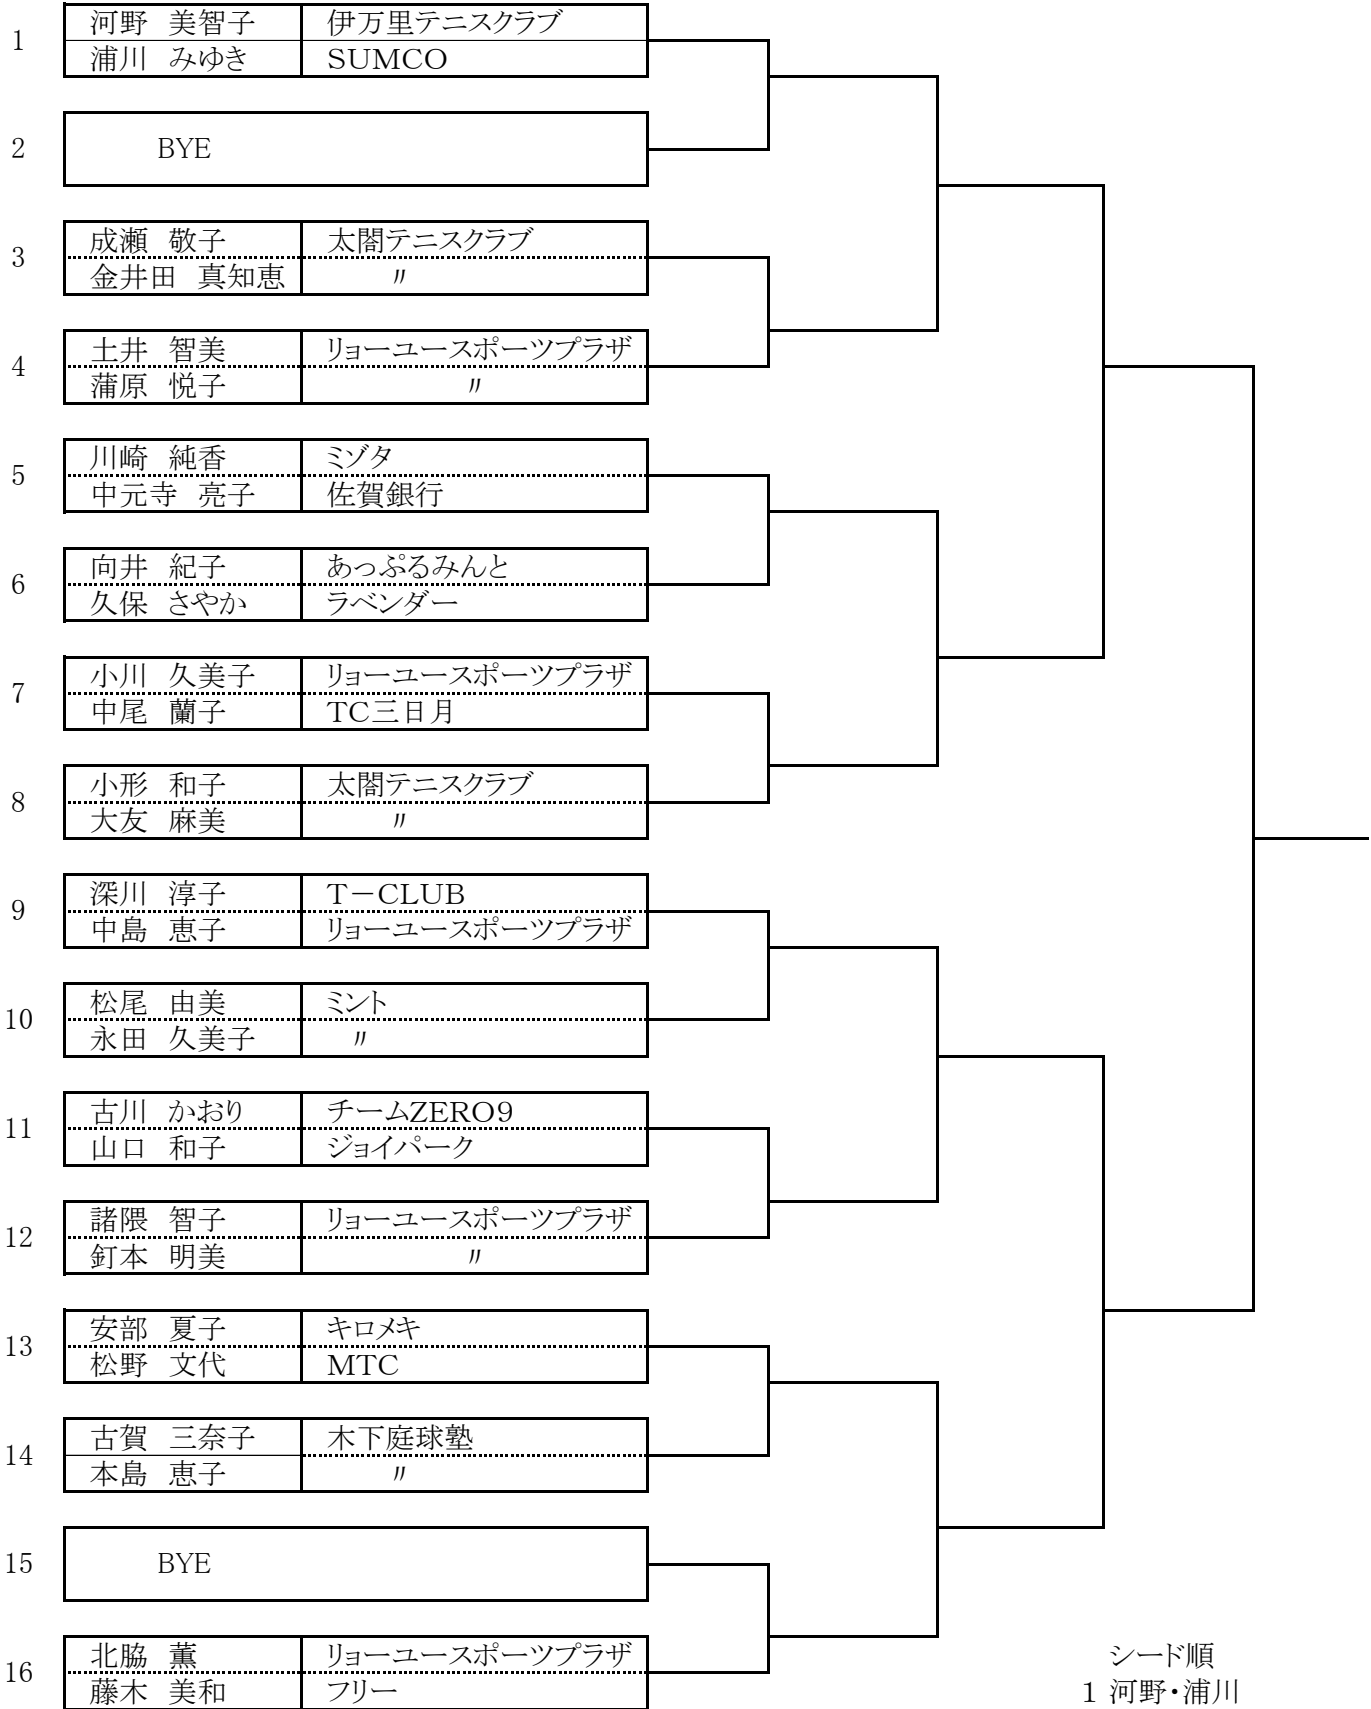 1
河野 美智子 伊万里テニスクラブ
浦川 みゆき SUMCO
2 BYE
3
成瀬 敬子 太閤テニスクラブ
金井田 真知恵 〃
4
土井 智美 リョーユースポーツプラザ
蒲原 悦子 〃
5
川崎 純香 ミゾタ
中元寺 亮子 佐賀銀行
6
向井 紀子 あっぷるみんと
久保 さやか ラベンダー
7
小川 久美子 リョーユースポーツプラザ
中尾 蘭子 TC三日月
8
小形 和子 太閤テニスクラブ
大友 麻美 〃
9
深川 淳子 T－CLUB
中島 恵子 リョーユースポーツプラザ
10
松尾 由美 ミント
永田 久美子 〃
11
古川 かおり チームZERO9
山口 和子 ジョイパーク
12
諸隈 智子 リョーユースポーツプラザ
釘本 明美 〃
13
安部 夏子 キロメキ
松野 文代 MTC
14
古賀 三奈子 木下庭球塾
本島 恵子 〃
15 BYE
16
北脇 薫 リョーユースポーツプラザ
藤木 美和 フリー
シード順
1 河野・浦川